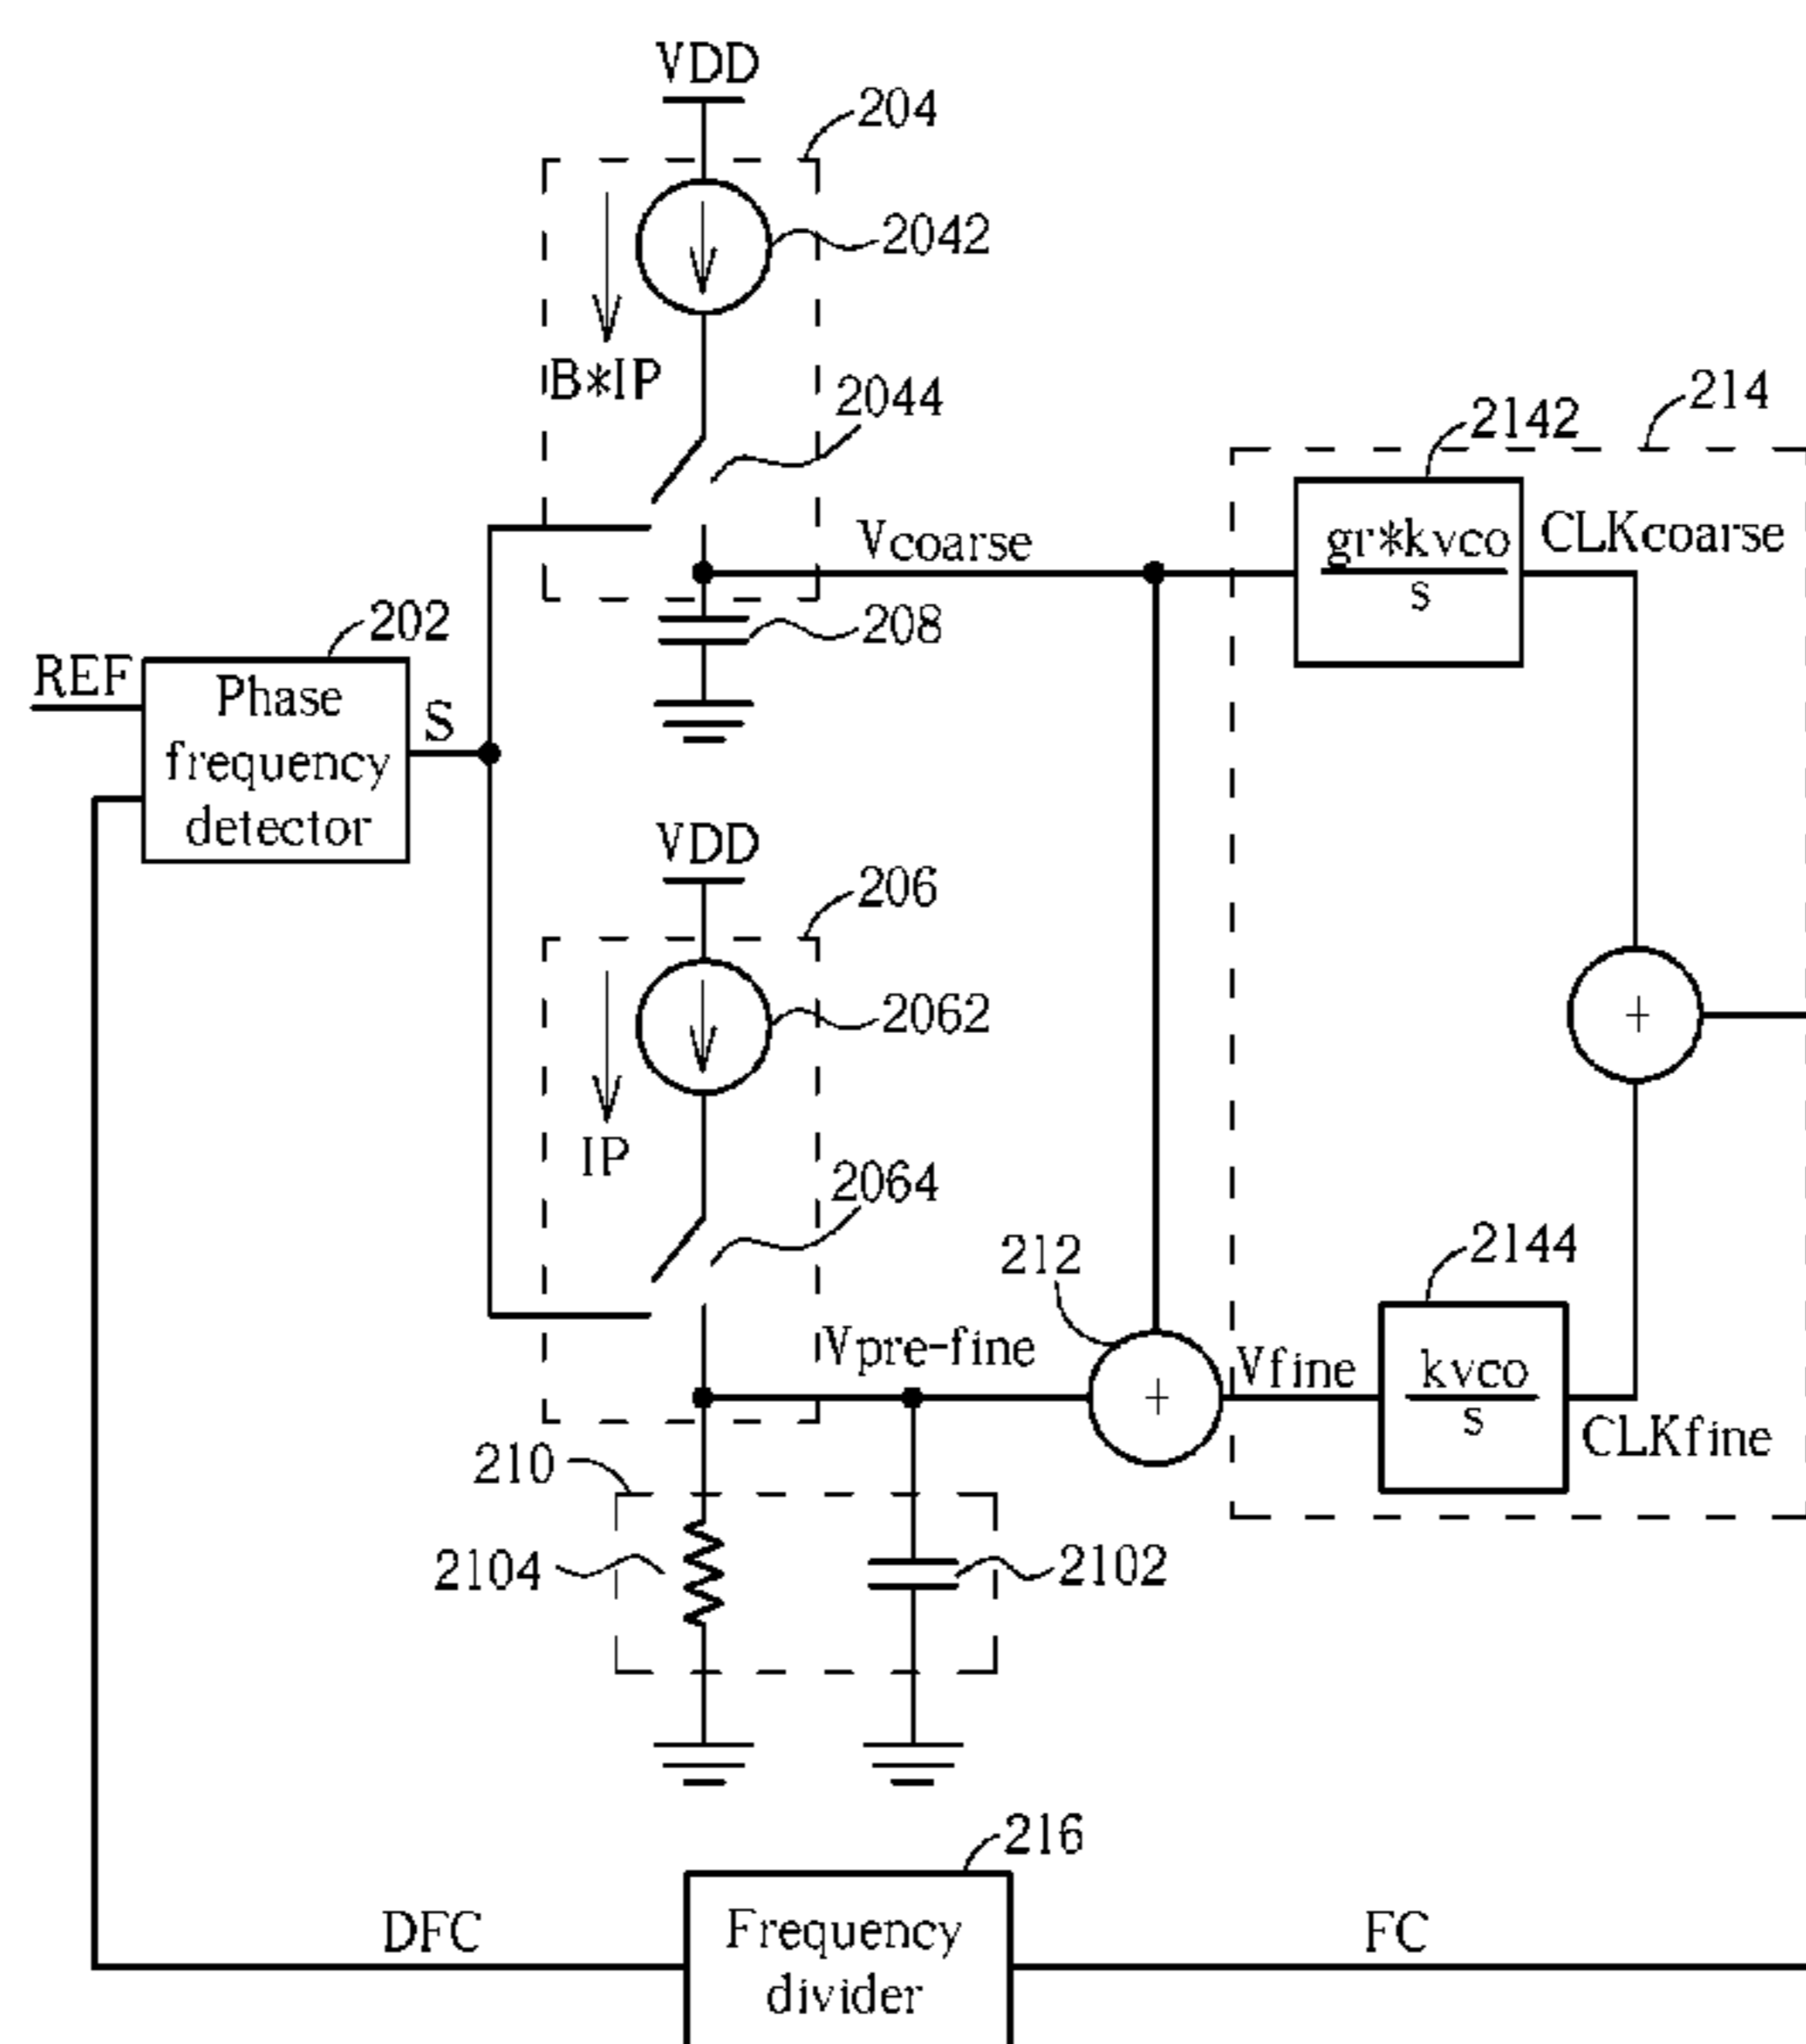 VDD
204
2042
B*IP
2044
214
2142
Vcoarse
gr*kvco
s
CLKcoarse
208
202
REF
Phase
frequency
detector
S
VDD
206
2062
+
IP
2064
212
2144
Vpre-fine
+
Vfine
kvco
s
CLKfine
210
2104
2102
216
DFC
Frequency
divider
FC